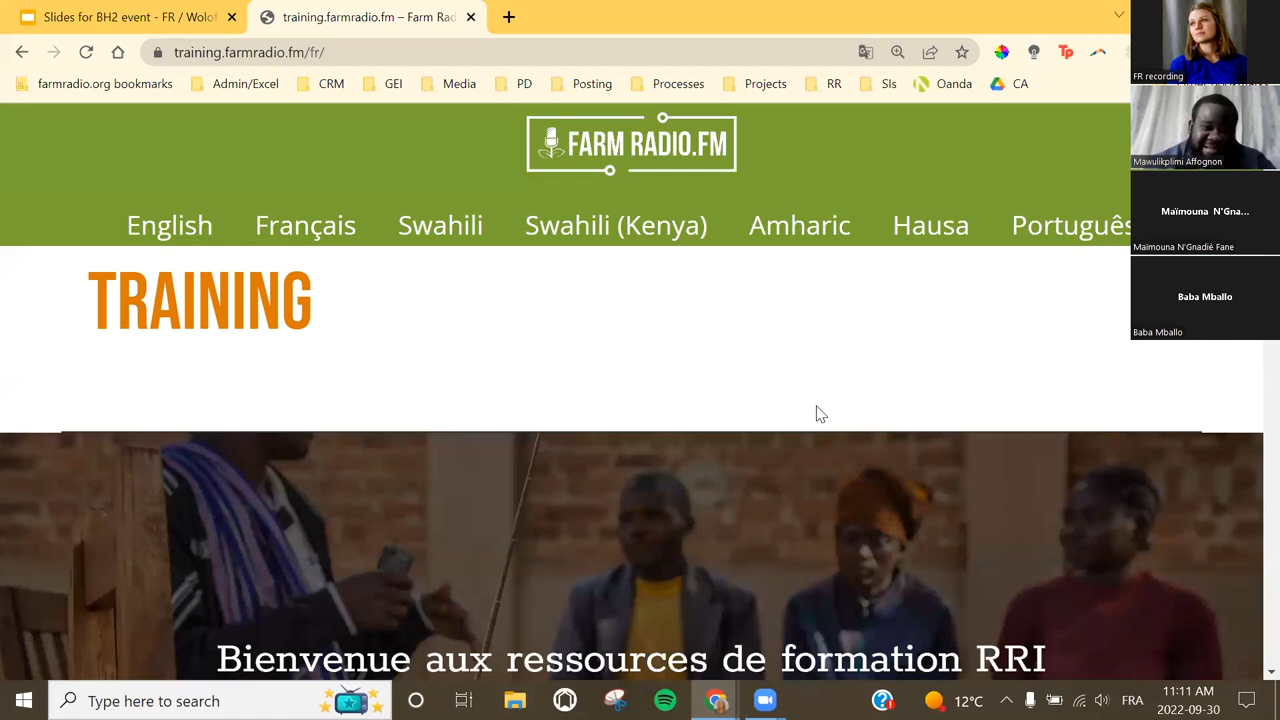 Slides for BH2 event - FR / Wolof
training.farmradio.fm – Farm Rad
training.farmradio.fm/fr/
farmradio.org bookmarks Admin/Excel CRM GEI Media PD Posting Processes Projects RR SIs Oanda CA
FARM RADIO.FM
English Français Swahili Swahili (Kenya) Amharic Hausa Português
TRAINING
Bienvenue aux ressources de formation RRI
FR recording
Mawulikplimi Affognon
Maïmouna N'Gna...
Maïmouna N'Gnadiè Fane
Baba Mballo
Baba Mballo
Type here to search
12°C
FRA
11:11 AM
2022-09-30